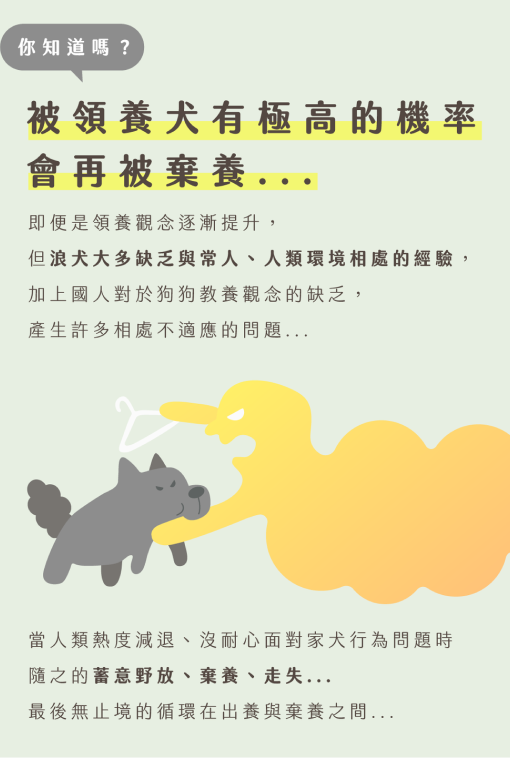 你知道嗎？
被領養犬有極高的機率
會再被棄養...
即便是領養觀念逐漸提升，
但浪犬大多缺乏與常人、人類環境相處的經驗，
加上國人對於狗狗教養觀念的缺乏，
產生許多相處不適應的問題...
當人類熱度減退、沒耐心面對家犬行為問題時
隨之的蓄意野放、棄養、走失...
最後無止境的循環在出養與棄養之間...